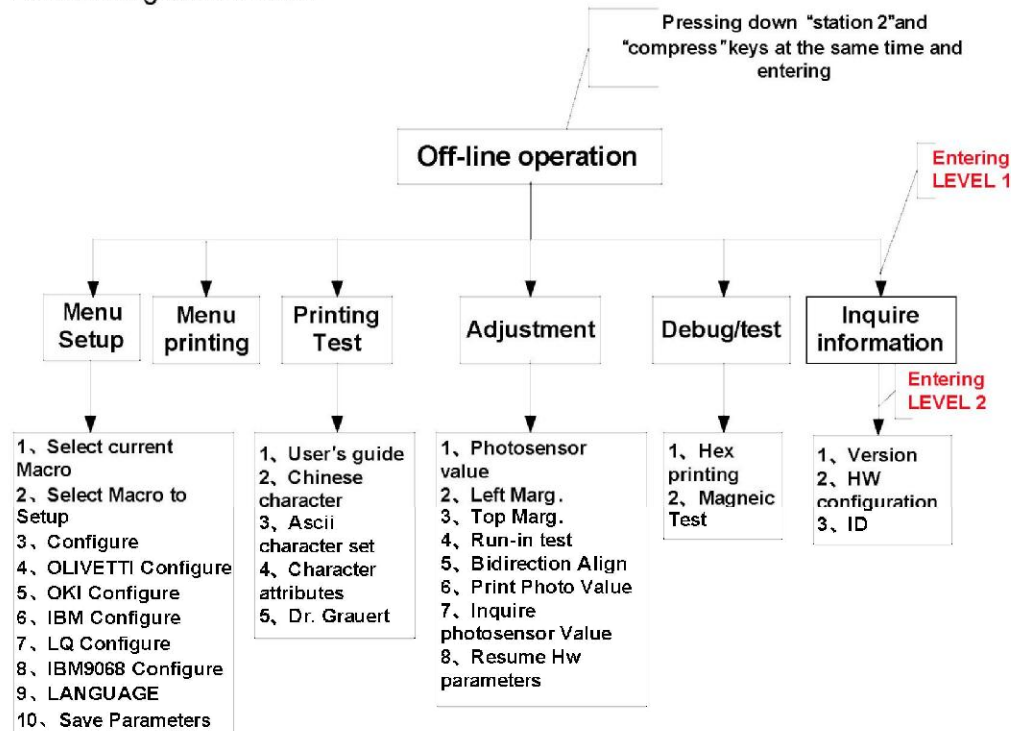 Pressing down "station 2"and
"compress"keys at the same time and
entering
Off-line operation
Entering
LEVEL 1
Menu
Setup
Menu
printing
Printing
Test
Adjustment
Debug/test
Inquire
information
Entering
LEVEL 2
1、Select current
Macro
2、Select Macro to
Setup
3、Configure
4、OLIVETTI Configure
5、OKI Configure
6、IBM Configure
7、LQ Configure
8、IBM9068 Configure
9、LANGUAGE
10、Save Parameters
1、User's guide
2、Chinese
character
3、Ascii
character set
4、Character
attributes
5、Dr. Grauert
1、Photosensor
value
2、Left Marg.
3、Top Marg.
4、Run-in test
5、Bidirection Align
6、Print Photo Value
7、Inquire
photosensor Value
8、Resume Hw
parameters
1、Hex
printing
2、Magneic
Test
1、Version
2、HW
configuration
3、ID